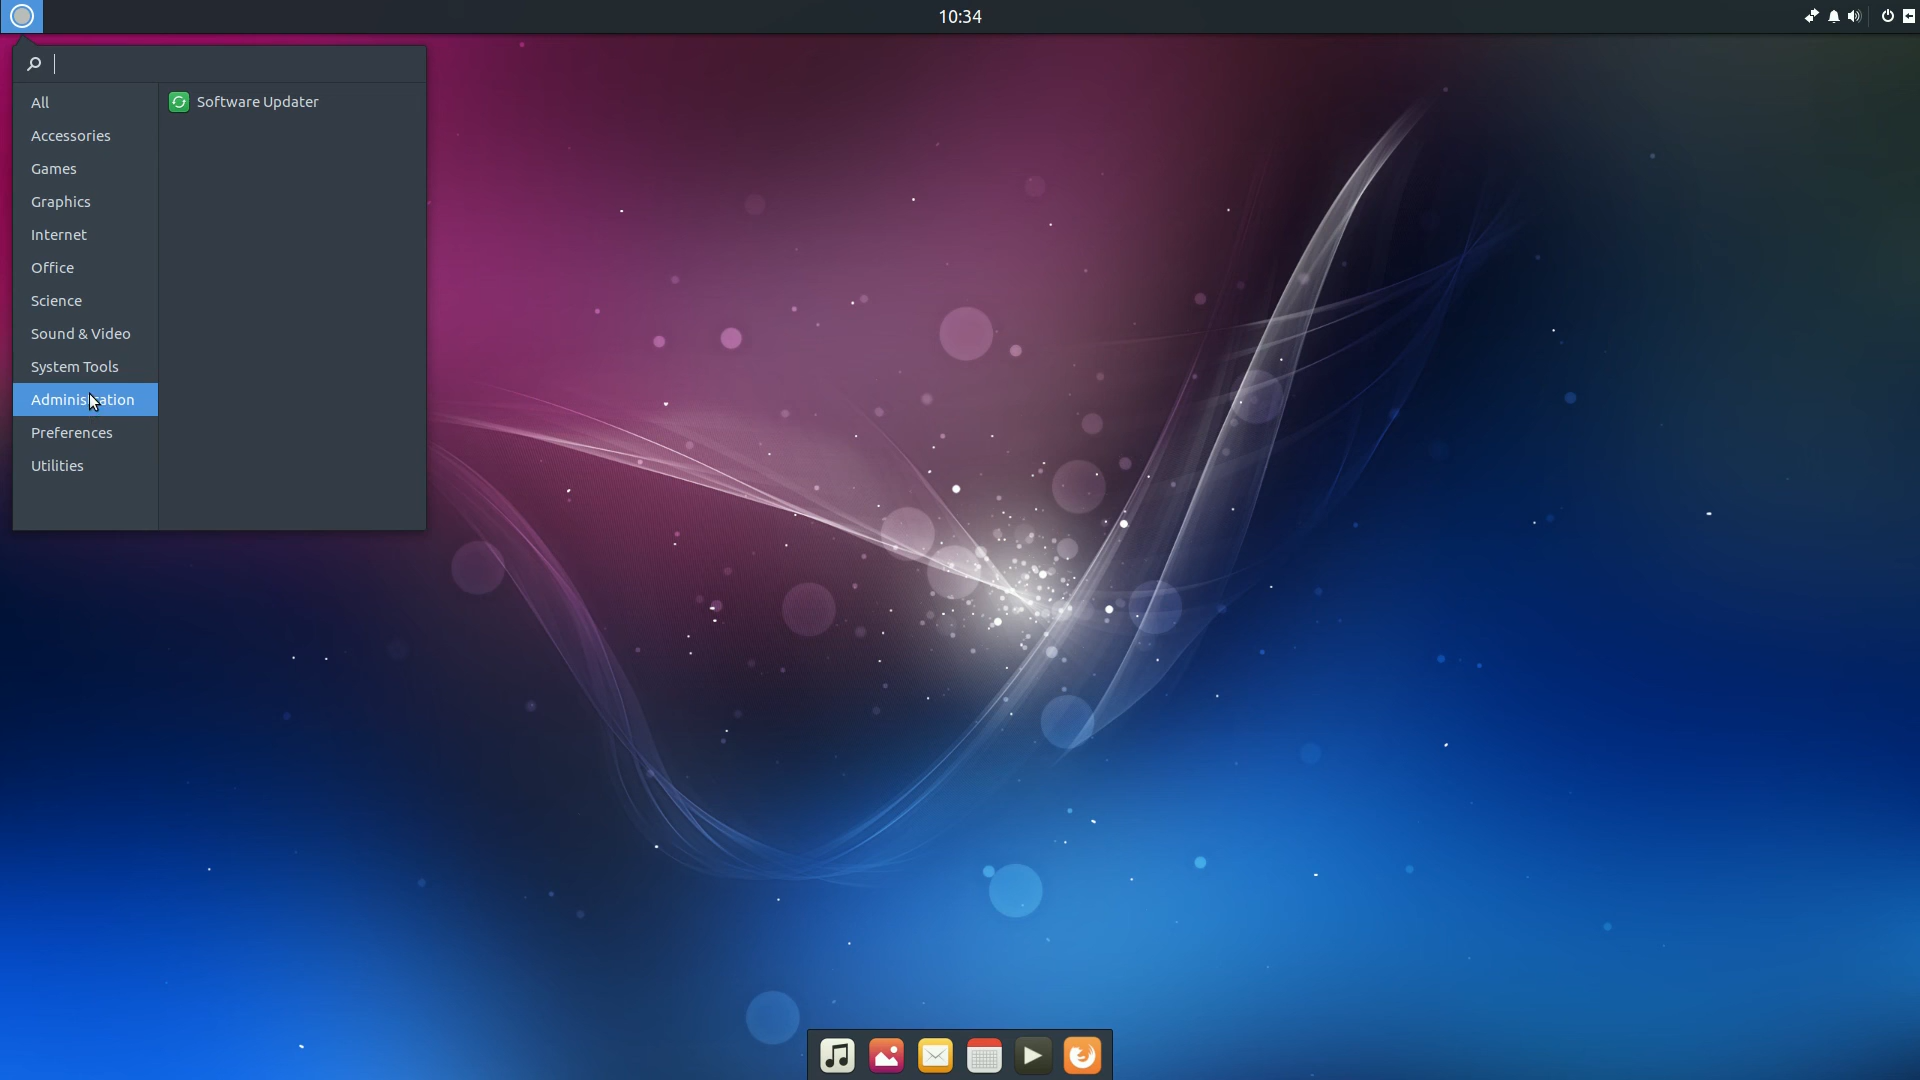 10:34
All
Software Updater
Accessories
Games
Graphics
Internet
Office
Science
Sound & Video
System Tools
Administration
Preferences
Utilities